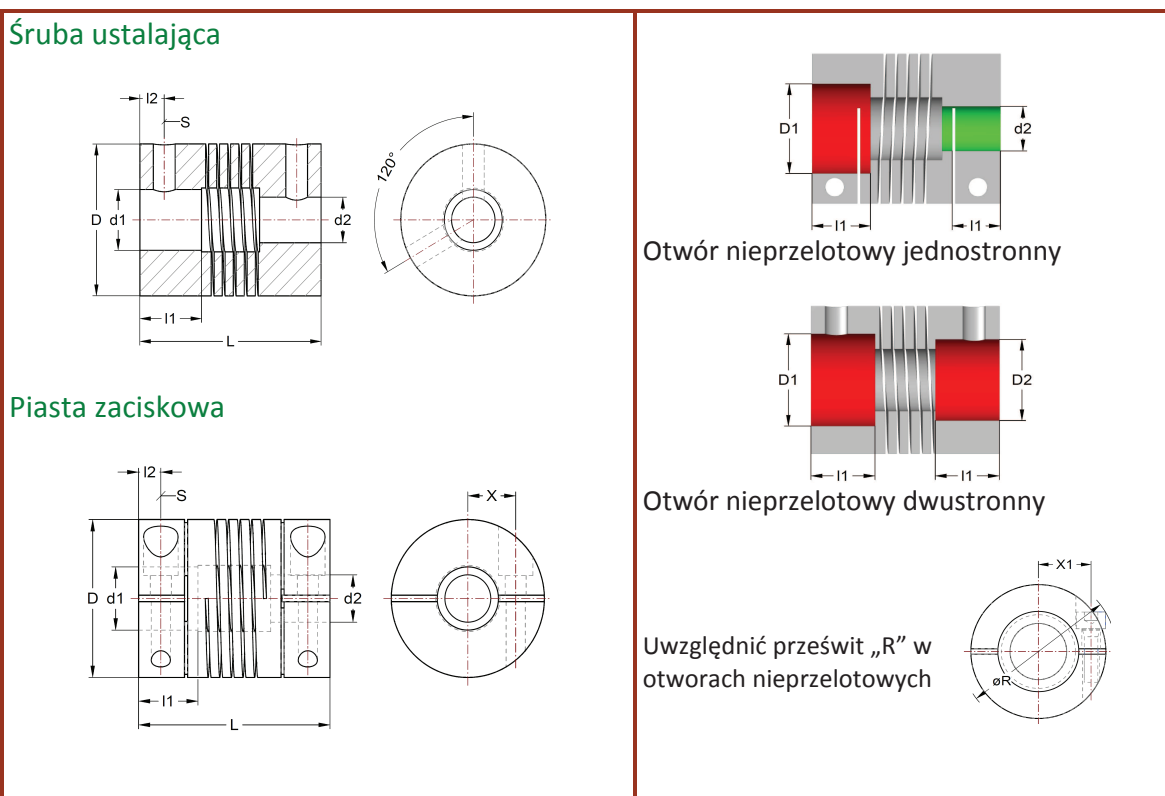 Śruba ustalająca
l2
S
120°
D
d1
d2
l1
L
Piasta zaciskowa
l2
S
X
D
d1
d2
l1
L
D1
d2
l1
l1
Otwór nieprzelotowy jednostronny
D1
D2
l1
l1
Otwór nieprzelotowy dwustronny
X1
Uwzględnić prześwit „R” w
otworach nieprzelotowych
øR